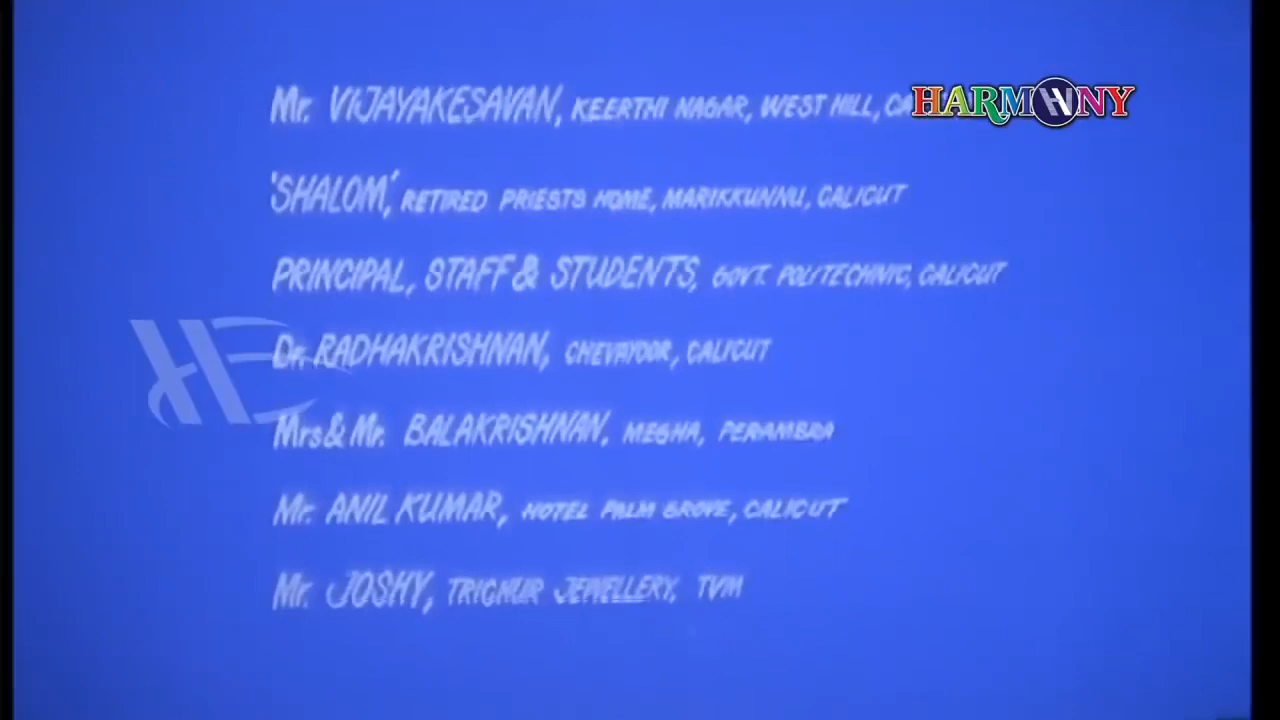 HARMONY
Mr. VIJAYAKESAVAN, KEERTHI NAGAR, WEST HILL,
'SHALOM', RETIRED PRIESTS HOME, MARIKKUNNU, CALICUT
PRINCIPAL, STAFF & STUDENTS, GOVT. POLITECHNIC, CALICUT
HE
Dr. RADHAKRISHNAN, CHEVAYOOR, CALICUT
Mrs & Mr. BALAKRISHNAN, MEGHA, PERAMBRA
Mr. ANIL KUMAR, HOTEL PALM GROVE, CALICUT
Mr. JOSHY, TRICHUR JEWELLERY, TVM